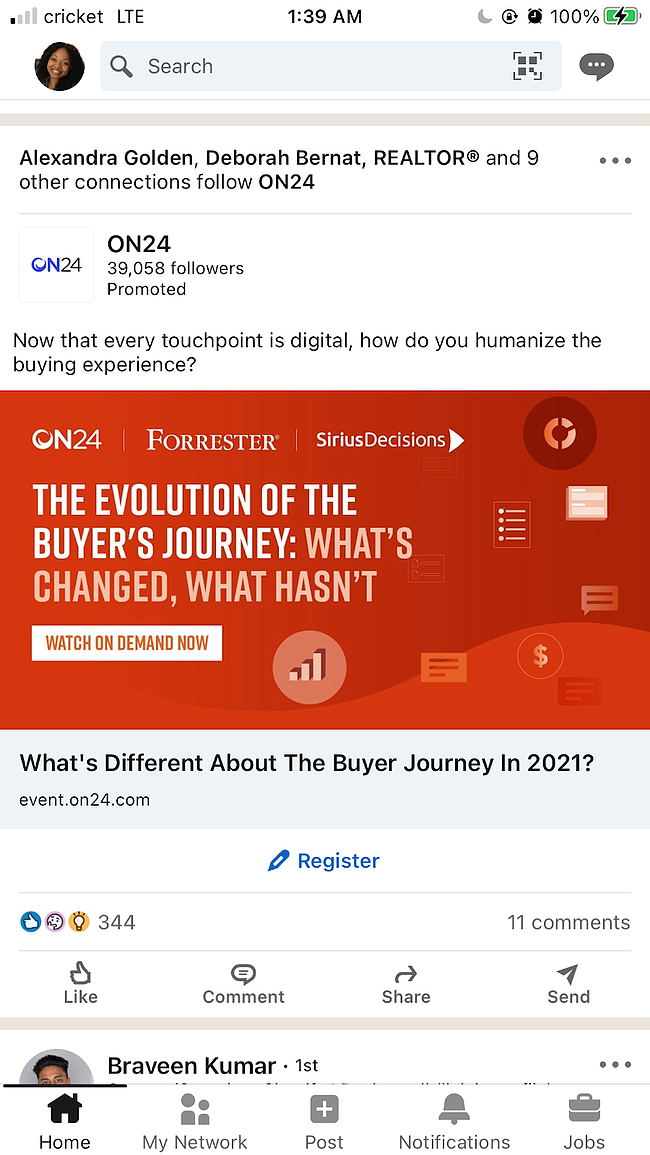 cricket LTE 1:39 AM 100%
Search
Alexandra Golden, Deborah Bernat, REALTOR® and 9
other connections follow ON24
ON24
ON24
39,058 followers
Promoted
Now that every touchpoint is digital, how do you humanize the
buying experience?
ON24 | FORRESTER® | SiriusDecisions
THE EVOLUTION OF THE
BUYER'S JOURNEY: WHAT'S
CHANGED, WHAT HASN'T
WATCH ON DEMAND NOW
$
What's Different About The Buyer Journey In 2021?
event.on24.com
Register
344 11 comments
Like Comment Share Send
Braveen Kumar · 1st
Home My Network Post Notifications Jobs